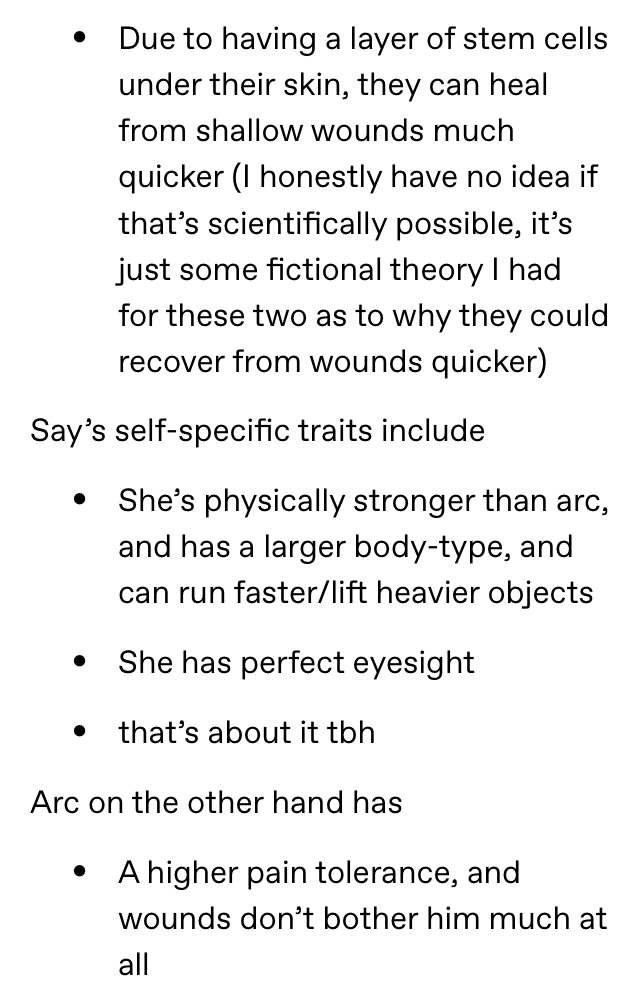 • Due to having a layer of stem cells
under their skin, they can heal
from shallow wounds much
quicker (I honestly have no idea if
that’s scientifically possible, it’s
just some fictional theory I had
for these two as to why they could
recover from wounds quicker)
Say’s self-specific traits include
• She’s physically stronger than arc,
and has a larger body-type, and
can run faster/lift heavier objects
• She has perfect eyesight
• that’s about it tbh
Arc on the other hand has
• A higher pain tolerance, and
wounds don’t bother him much at
all